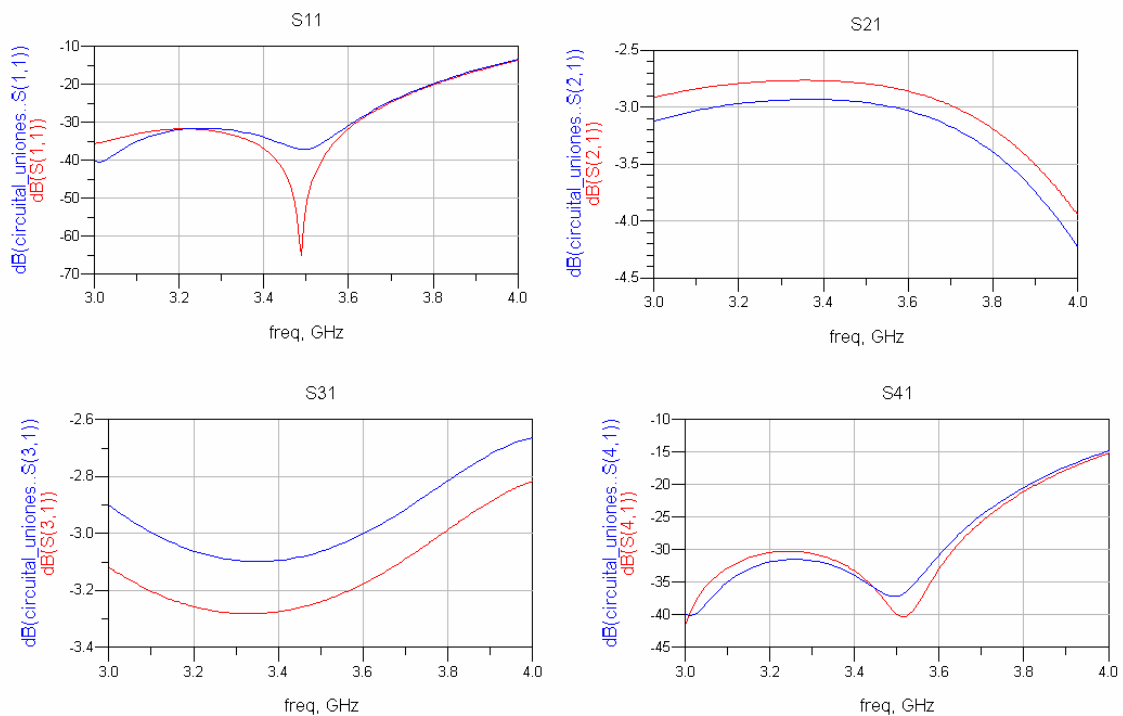 S11
dB(circuital_uniones..S(1,1))
dB(S(1,1))
-10
-20
-30
-40
-50
-60
-70
3.0 3.2 3.4 3.6 3.8 4.0
freq, GHz
S21
dB(circuital_uniones..S(2,1))
dB(S(2,1))
-2.5
-3.0
-3.5
-4.0
-4.5
3.0 3.2 3.4 3.6 3.8 4.0
freq, GHz
S31
dB(circuital_uniones..S(3,1))
dB(S(3,1))
-2.6
-2.8
-3.0
-3.2
-3.4
3.0 3.2 3.4 3.6 3.8 4.0
freq, GHz
S41
dB(circuital_uniones..S(4,1))
dB(S(4,1))
-10
-15
-20
-25
-30
-35
-40
-45
3.0 3.2 3.4 3.6 3.8 4.0
freq, GHz